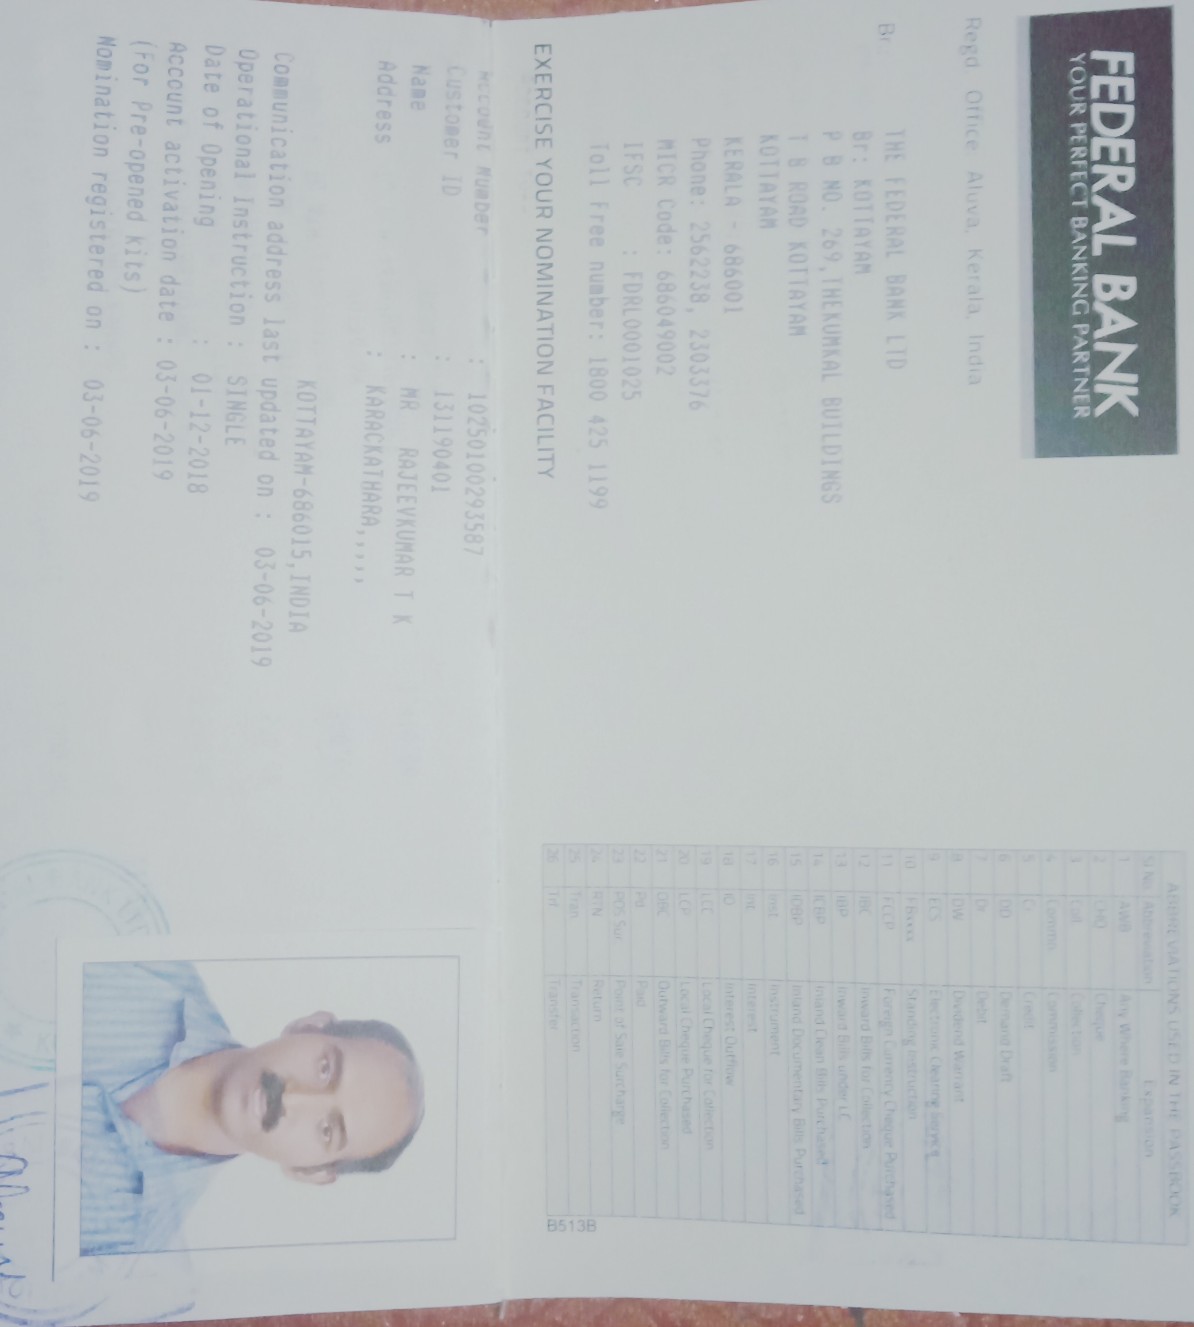 FEDERAL BANK
YOUR PERFECT BANKING PARTNER
Regd. Office Aluva, Kerala, India
Br.
THE FEDERAL BANK LTD
Br: KOTTAYAM
P B NO. 269,THEKUMKAL BUILDINGS
T B ROAD KOTTAYAM
KOTTAYAM
KERALA - 686001
Phone: 2562238, 2303376
MICR Code: 686049002
IFSC : FDRL0001025
Toll Free number: 1800 425 1199
EXERCISE YOUR NOMINATION FACILITY
ABBREVIATIONS USED IN THE PASSBOOK
Sl No. Abbreviation Expansion
1 AWB Any Where Banking
2 CHQ Cheque
3 Coll Collection
4 Commn Commission
5 Cr Credit
6 DD Demand Draft
7 Dr Debit
8 DW Dividend Warrant
9 ECS Electronic Clearing Service
10 FBxxxx Standing Instruction
11 FCCP Foreign Currency Cheque Purchased
12 IBC Inward Bills for Collection
13 IBP Inward Bills under LC
14 ICBP Inland Clean Bills Purchased
15 IDBP Inland Documentary Bills Purchased
16 Inst Instrument
17 Int Interest
18 IO Interest Outflow
19 LCC Local Cheque for Collection
20 LCP Local Cheque Purchased
21 OBC Outward Bills for Collection
22 Pd Paid
23 POS Sur Point of Sale Surcharge
24 RTN Return
25 Tran Transaction
26 Trf Transfer
B513B
Account Number : 10250100293587
Customer ID : 131190401
Name : MR RAJEEVKUMAR T K
Address : KARACKATHARA,,,,,
KOTTAYAM-686015,INDIA
Communication address last updated on : 03-06-2019
Operational Instruction : SINGLE
Date of Opening : 01-12-2018
Account activation date : 03-06-2019
(For Pre-opened kits)
Nomination registered on : 03-06-2019